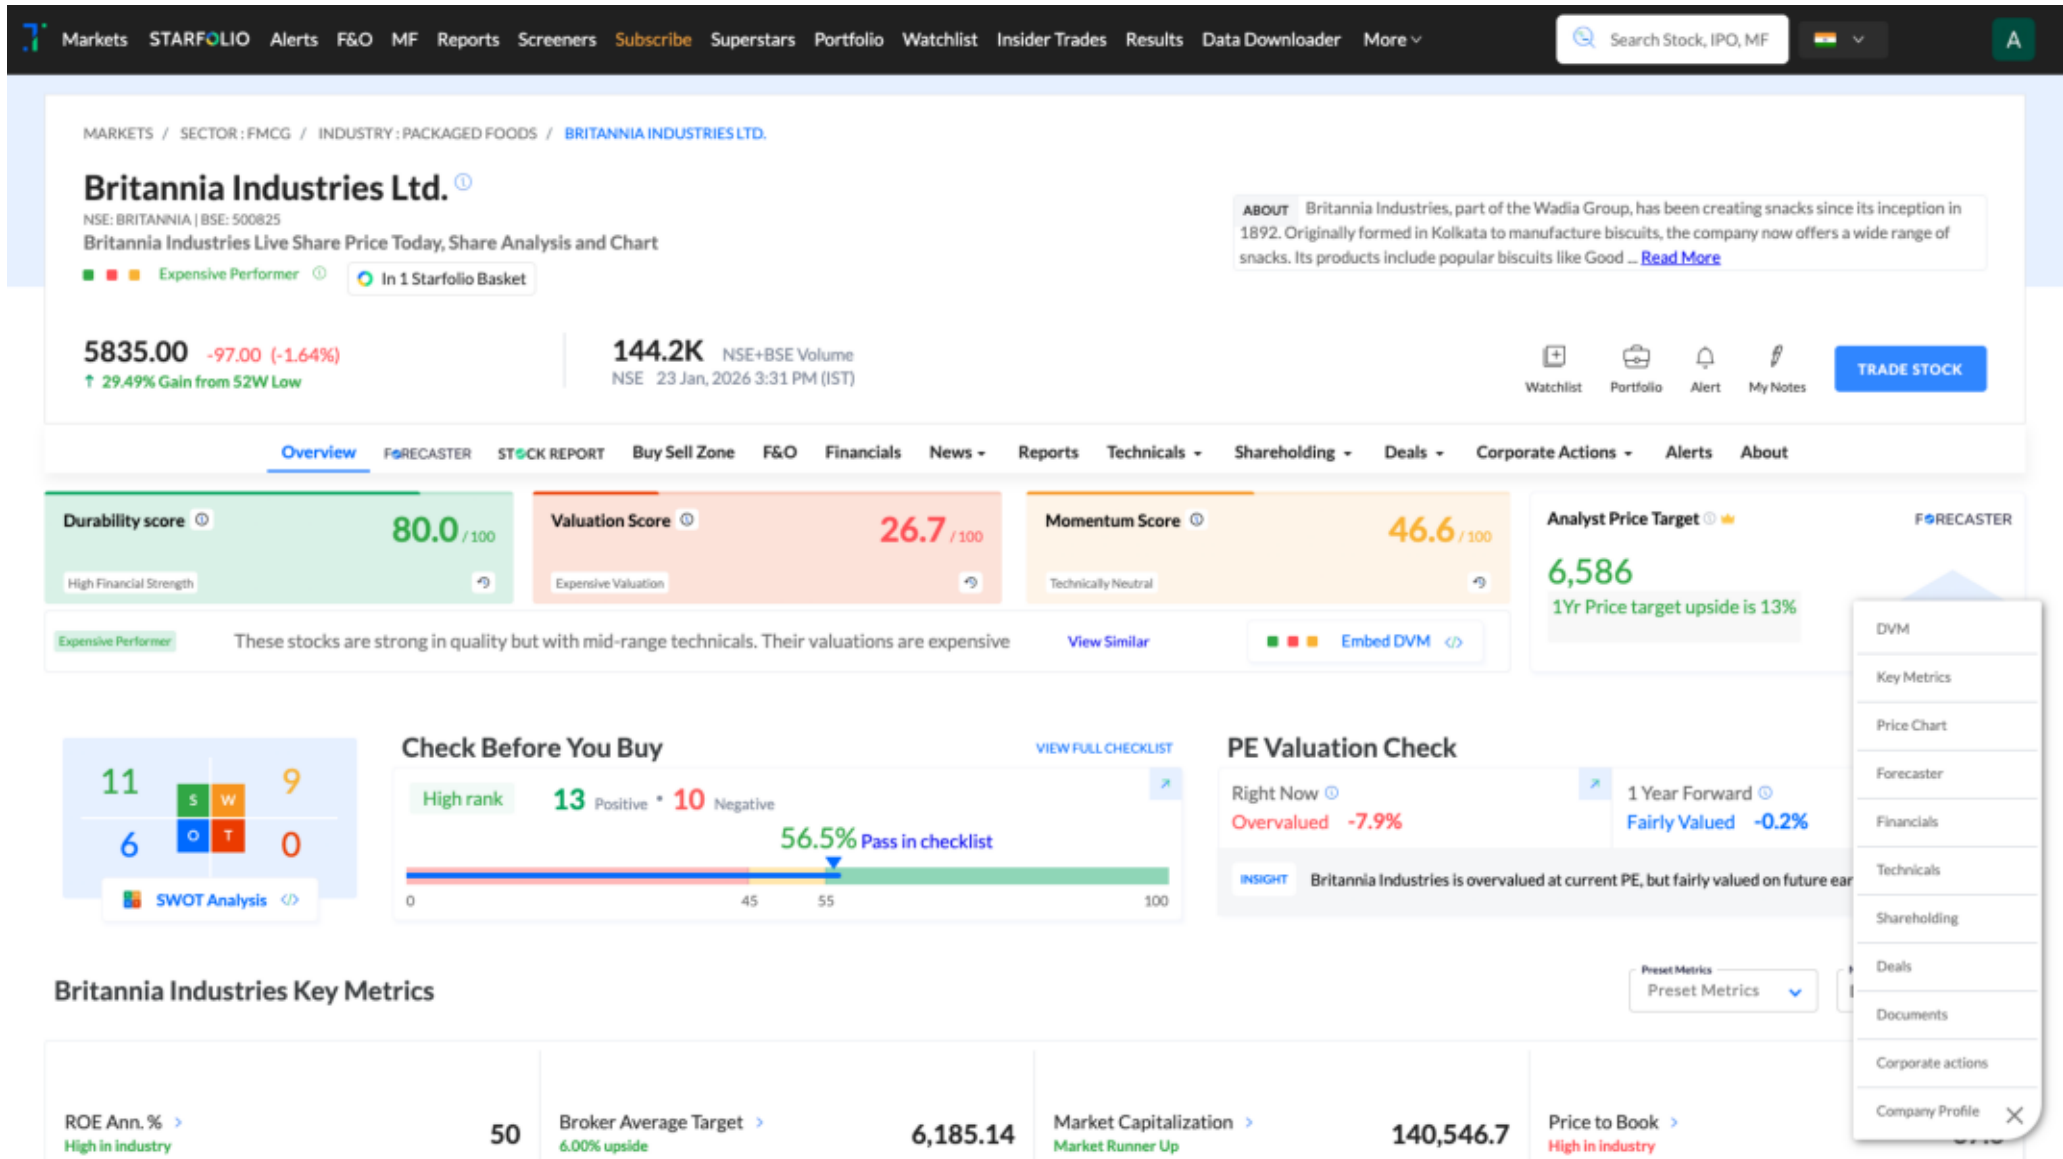 Markets STARFOLIO Alerts F&O MF Reports Screeners Subscribe Superstars Portfolio Watchlist Insider Trades Results Data Downloader More Search Stock, IPO, MF A
MARKETS / SECTOR : FMCG / INDUSTRY : PACKAGED FOODS / BRITANNIA INDUSTRIES LTD.
Britannia Industries Ltd.
NSE: BRITANNIA | BSE: 500825
Britannia Industries Live Share Price Today, Share Analysis and Chart
Expensive Performer In 1 Starfolio Basket
ABOUT Britannia Industries, part of the Wadia Group, has been creating snacks since its inception in
1892. Originally formed in Kolkata to manufacture biscuits, the company now offers a wide range of
snacks. Its products include popular biscuits like Good ... Read More
5835.00 -97.00 (-1.64%)
↑ 29.49% Gain from 52W Low
144.2K NSE+BSE Volume
NSE 23 Jan, 2026 3:31 PM (IST)
Watchlist Portfolio Alert My Notes TRADE STOCK
Overview FORECASTER STOCK REPORT Buy Sell Zone F&O Financials News Reports Technicals Shareholding Deals Corporate Actions Alerts About
Durability score 80.0 / 100
High Financial Strength
Valuation Score 26.7 / 100
Expensive Valuation
Momentum Score 46.6 / 100
Technically Neutral
Analyst Price Target FORECASTER
6,586
1Yr Price target upside is 13%
Expensive Performer These stocks are strong in quality but with mid-range technicals. Their valuations are expensive View Similar Embed DVM </>
11 9
S W
O T
6 0
SWOT Analysis </>
Check Before You Buy VIEW FULL CHECKLIST
High rank 13 Positive • 10 Negative
56.5% Pass in checklist
0 45 55 100
PE Valuation Check
Right Now
Overvalued -7.9%
1 Year Forward
Fairly Valued -0.2%
INSIGHT Britannia Industries is overvalued at current PE, but fairly valued on future ear
Britannia Industries Key Metrics
Preset Metrics
Preset Metrics
ROE Ann. % 50
High in industry
Broker Average Target 6,185.14
6.00% upside
Market Capitalization 140,546.7
Market Runner Up
Price to Book
High in industry
DVM
Key Metrics
Price Chart
Forecaster
Financials
Technicals
Shareholding
Deals
Documents
Corporate actions
Company Profile